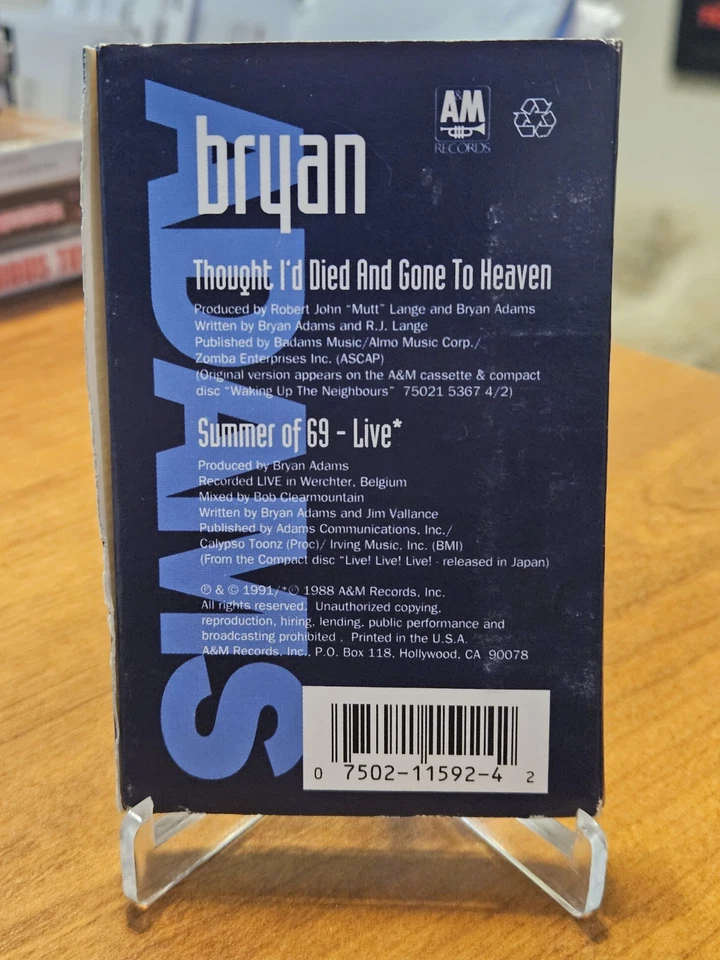 bryan
ADAMS
A&M
RECORDS
Thought I'd Died And Gone To Heaven
Produced by Robert John "Mutt" Lange and Bryan Adams
Written by Bryan Adams and R.J. Lange
Published by Badams Music/Almo Music Corp./
Zomba Enterprises Inc. (ASCAP)
(Original version appears on the A&M cassette & compact
disc "Waking Up The Neighbours" 75021 5367 4/2)
Summer of 69 - Live*
Produced by Bryan Adams
Recorded LIVE in Werchter, Belgium
Mixed by Bob Clearmountain
Written by Bryan Adams and Jim Vallance
Published by Adams Communications, Inc./
Calypso Toonz (Proc)/ Irving Music, Inc. (BMI)
(From the Compact disc "Live! Live! Live! - released in Japan)
℗ & © 1991/*℗ 1988 A&M Records, Inc.
All rights reserved. Unauthorized copying,
reproduction, hiring, lending, public performance and
broadcasting prohibited . Printed in the U.S.A.
A&M Records, Inc., P.O. Box 118, Hollywood, CA 90078
0 7502-11592-4 2